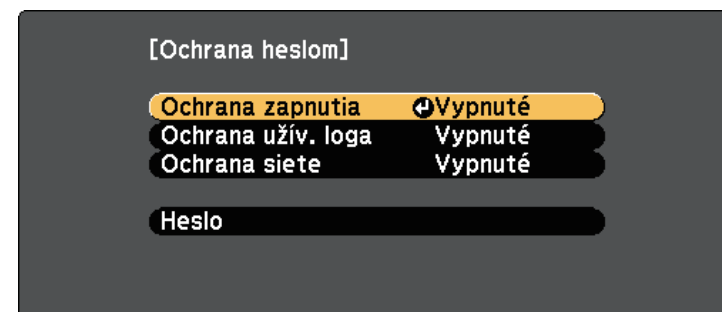 [Ochrana heslom]
Ochrana zapnutia Vypnuté
Ochrana užív. loga Vypnuté
Ochrana siete Vypnuté
Heslo